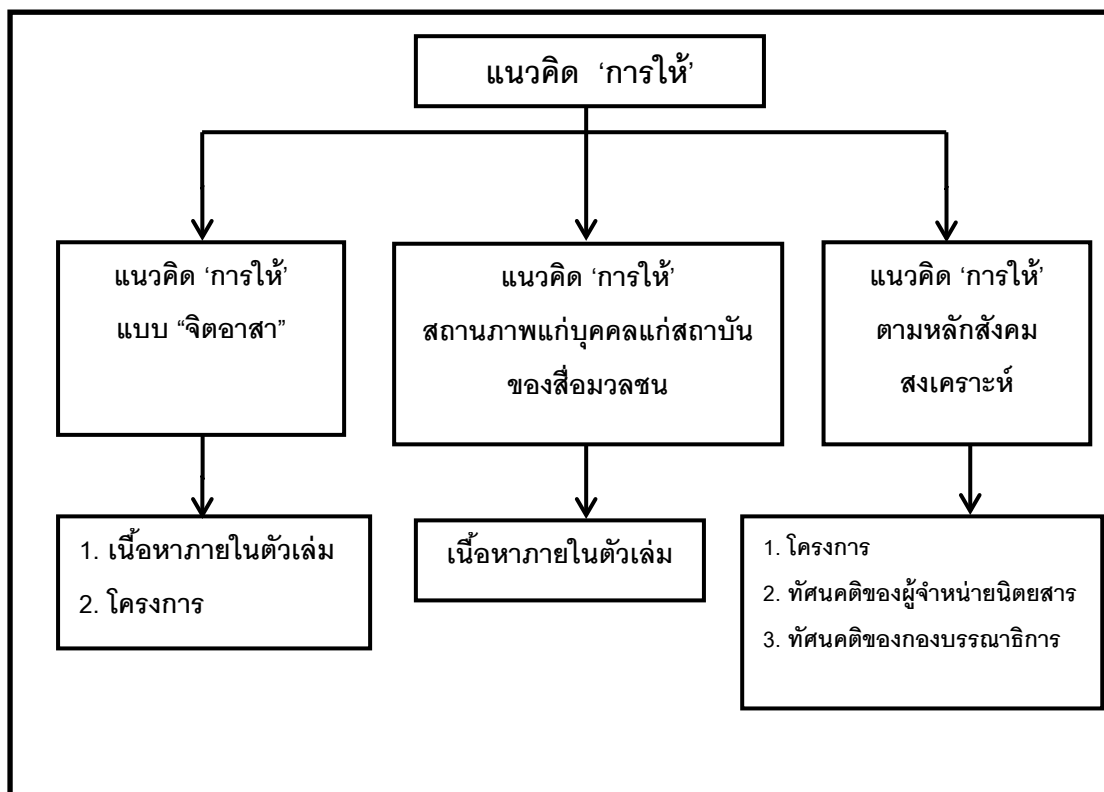 แนวคิด ‘การให้’
แนวคิด ‘การให้’
แบบ “จิตอาสา”
แนวคิด ‘การให้’
สถานภาพแก่บุคคลแก่สถาบัน
ของสื่อมวลชน
แนวคิด ‘การให้’
ตามหลักสังคม
สงเคราะห์
1. เนื้อหาภายในตัวเล่ม
2. โครงการ
เนื้อหาภายในตัวเล่ม
1. โครงการ
2. ทัศนคติของผู้จำหน่ายนิตยสาร
3. ทัศนคติของกองบรรณาธิการ